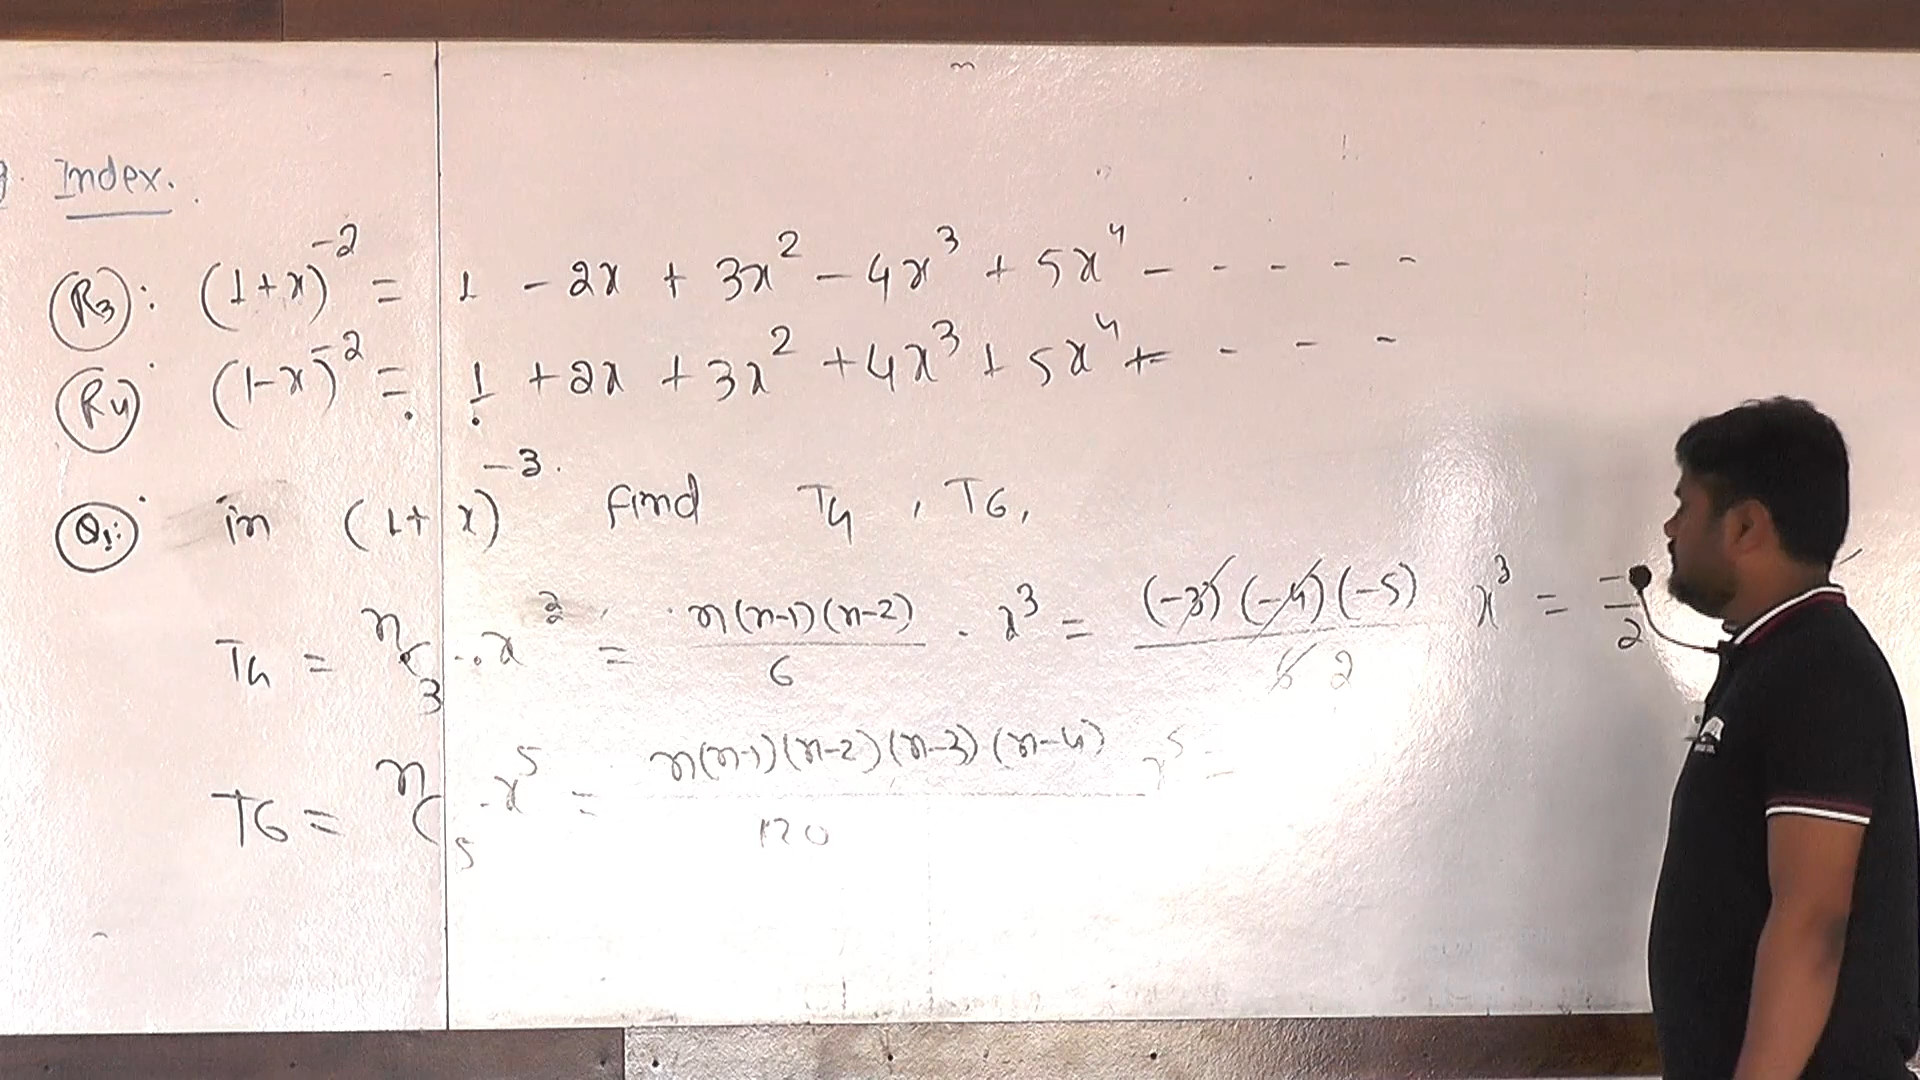 Index.
(R3): (1+x)^-2 = 1 - 2x + 3x^2 - 4x^3 + 5x^4 - - - - -
(R4) (1-x)^-2 = 1 + 2x + 3x^2 + 4x^3 + 5x^4 + - - -
(Q1:) in (1+x)^-3. find T4, T6,
T4 = nC3 . x^3 = n(n-1)(n-2)/6 . x^3 = (-3)(-4)(-5)/6 2 x^3 = -/2
T6 = nC5 . x^5 = n(n-1)(n-2)(n-3)(n-4)/120 x^5 =